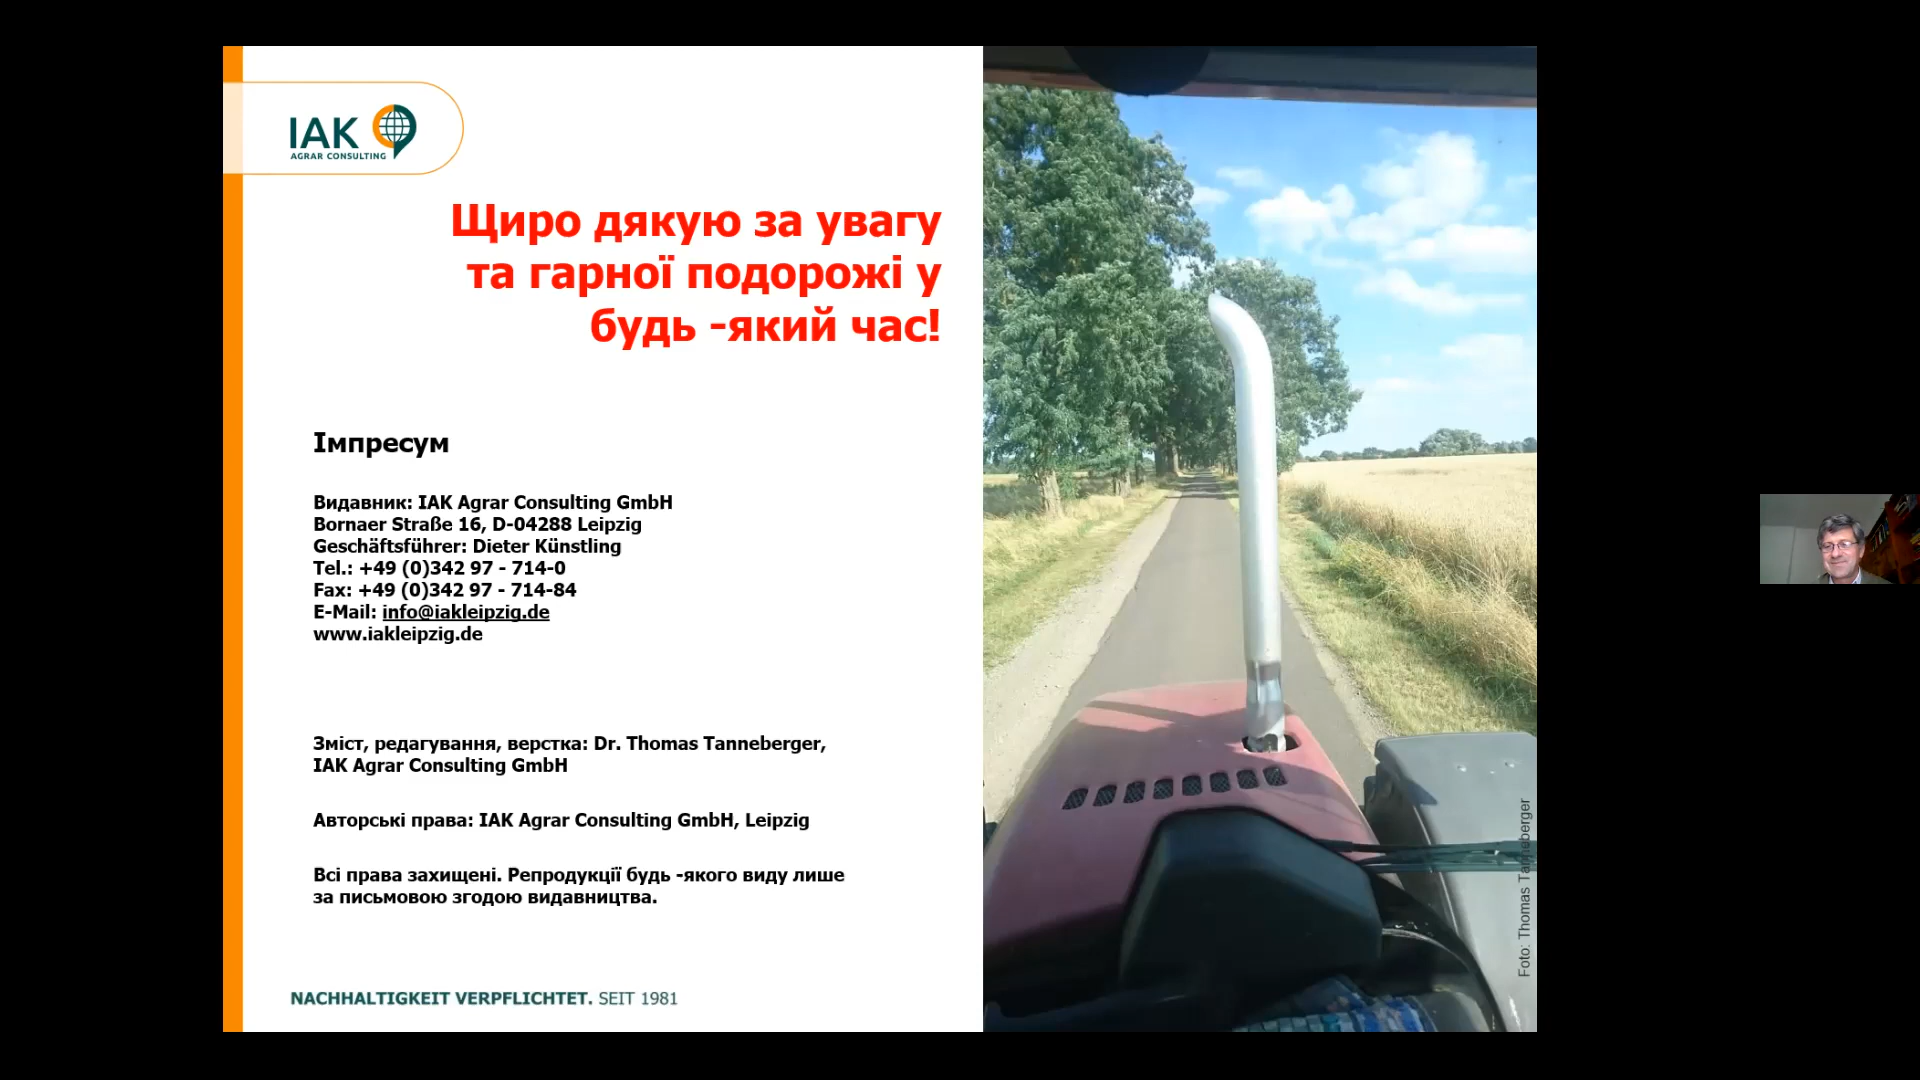 IAK
AGRAR CONSULTING
Щиро дякую за увагу
та гарної подорожі у
будь -який час!
Імпресум
Видавник: IAK Agrar Consulting GmbH
Bornaer Straße 16, D-04288 Leipzig
Geschäftsführer: Dieter Künstling
Tel.: +49 (0)342 97 - 714-0
Fax: +49 (0)342 97 - 714-84
E-Mail: info@iakleipzig.de
www.iakleipzig.de
Зміст, редагування, верстка: Dr. Thomas Tanneberger,
IAK Agrar Consulting GmbH
Авторські права: IAK Agrar Consulting GmbH, Leipzig
Всі права захищені. Репродукції будь -якого виду лише
за письмовою згодою видавництва.
NACHHALTIGKEIT VERPFLICHTET. SEIT 1981
Foto: Thomas Tanneberger